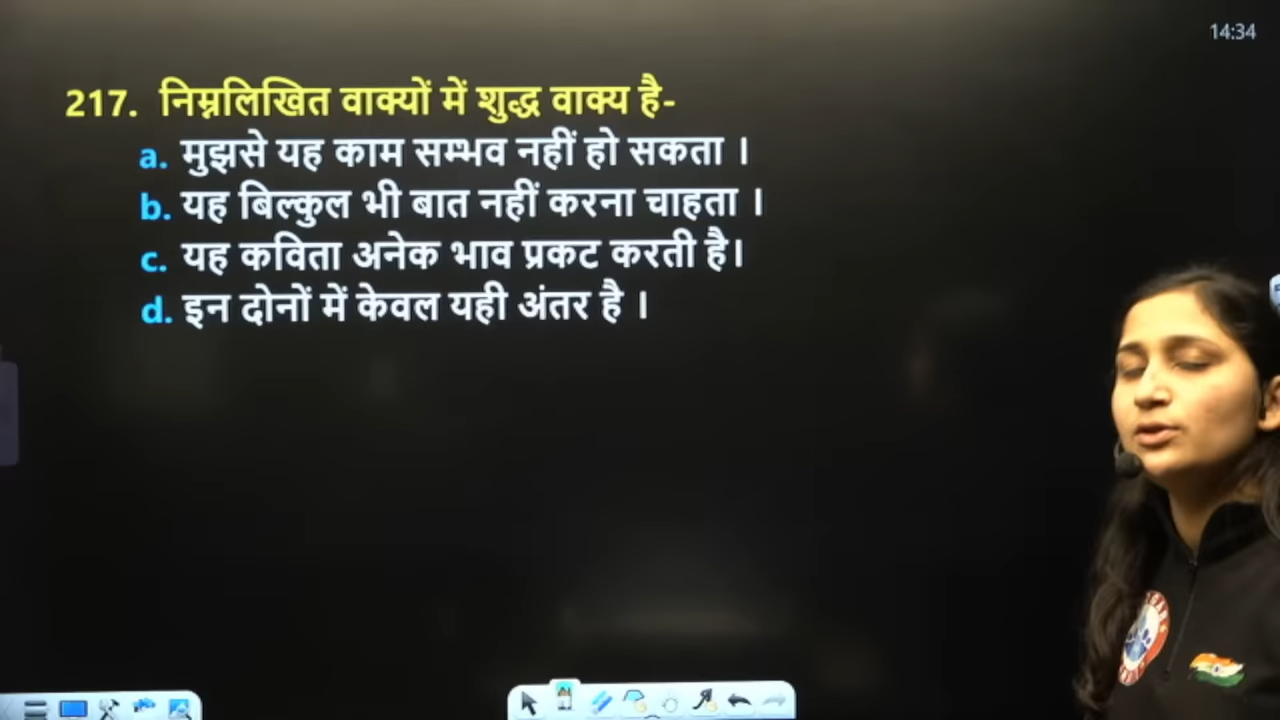 14:34
217. निम्नलिखित वाक्यों में शुद्ध वाक्य है-
a. मुझसे यह काम सम्भव नहीं हो सकता ।
b. यह बिल्कुल भी बात नहीं करना चाहता ।
c. यह कविता अनेक भाव प्रकट करती है।
d. इन दोनों में केवल यही अंतर है ।